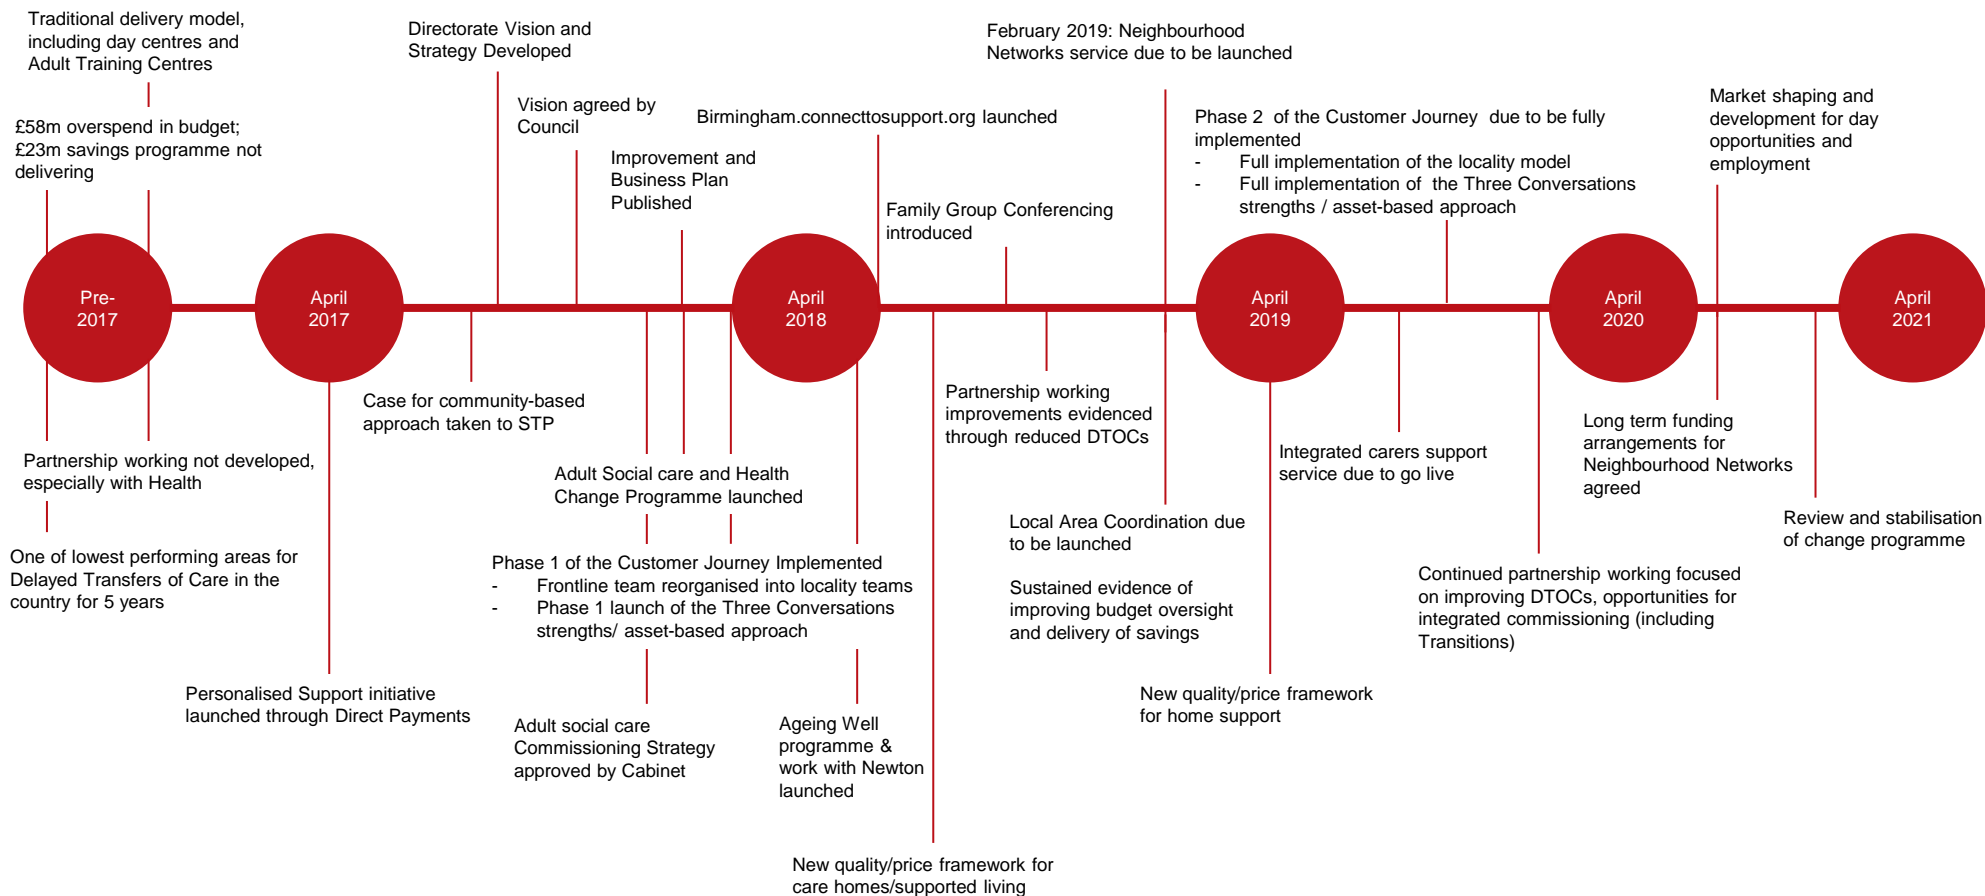 Traditional delivery model,
including day centres and
Adult Training Centres
£58m overspend in budget;
£23m savings programme not
delivering
Directorate Vision and
Strategy Developed
Vision agreed by
Council
Improvement and
Business Plan
Published
Birmingham.connecttosupport.org launched
Family Group Conferencing
introduced
February 2019: Neighbourhood
Networks service due to be launched
Phase 2  of the Customer Journey  due to be fully
implemented
- Full implementation of the locality model
- Full implementation of  the Three Conversations
strengths / asset-based approach
Market shaping and
development for day
opportunities and
employment
Pre-
2017
April
2017
April
2018
April
2019
April
2020
April
2021
Partnership working not developed,
especially with Health
One of lowest performing areas for
Delayed Transfers of Care in the
country for 5 years
Personalised Support initiative
launched through Direct Payments
Case for community-based
approach taken to STP
Adult Social care and Health
Change Programme launched
Phase 1 of the Customer Journey Implemented
- Frontline team reorganised into locality teams
- Phase 1 launch of the Three Conversations
strengths/ asset-based approach
Adult social care
Commissioning Strategy
approved by Cabinet
Ageing Well
programme &
work with Newton
launched
New quality/price framework for
care homes/supported living
Partnership working
improvements evidenced
through reduced DTOCs
Local Area Coordination due
to be launched
Sustained evidence of
improving budget oversight
and delivery of savings
New quality/price framework
for home support
Integrated carers support
service due to go live
Continued partnership working focused
on improving DTOCs, opportunities for
integrated commissioning (including
Transitions)
Long term funding
arrangements for
Neighbourhood Networks
agreed
Review and stabilisation
of change programme